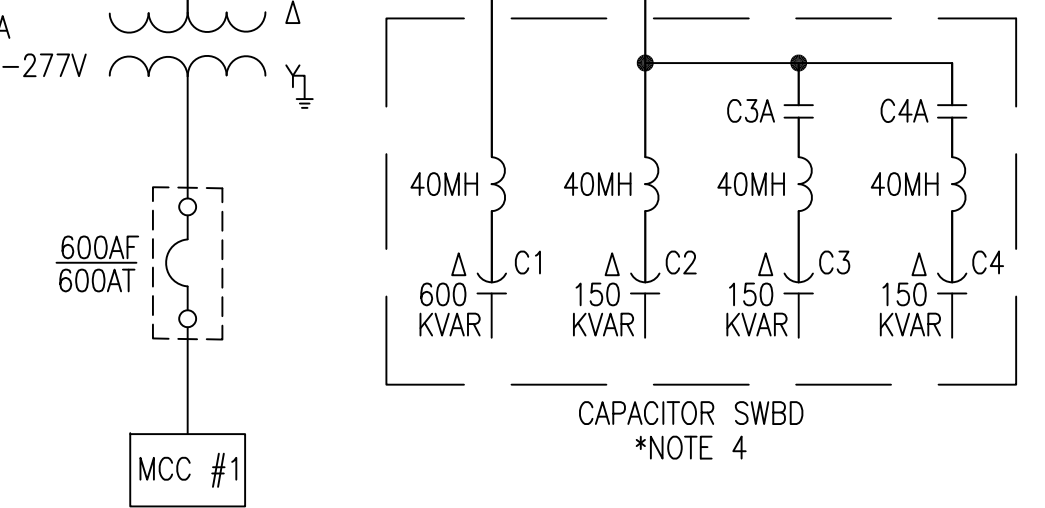 A
Δ
-277V
Y
600AF
600AT
MCC #1
C3A
C4A
40MH
40MH
40MH
40MH
Δ C1
600
KVAR
Δ C2
150
KVAR
Δ C3
150
KVAR
Δ C4
150
KVAR
CAPACITOR SWBD
*NOTE 4